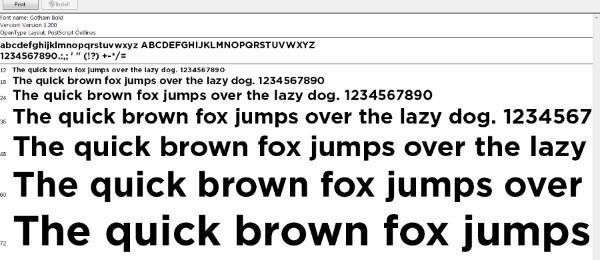 Print Install
Font name: Gotham Bold
Version: Version 1.200
OpenType Layout, PostScript Outlines
abcdefghijklmnopqrstuvwxyz ABCDEFGHIJKLMNOPQRSTUVWXYZ
1234567890.:,; ' " (!?) +-*/=
12 The quick brown fox jumps over the lazy dog. 1234567890
18 The quick brown fox jumps over the lazy dog. 1234567890
24 The quick brown fox jumps over the lazy dog. 1234567890
36 The quick brown fox jumps over the lazy dog. 1234567
48 The quick brown fox jumps over the lazy
60 The quick brown fox jumps over
72 The quick brown fox jumps